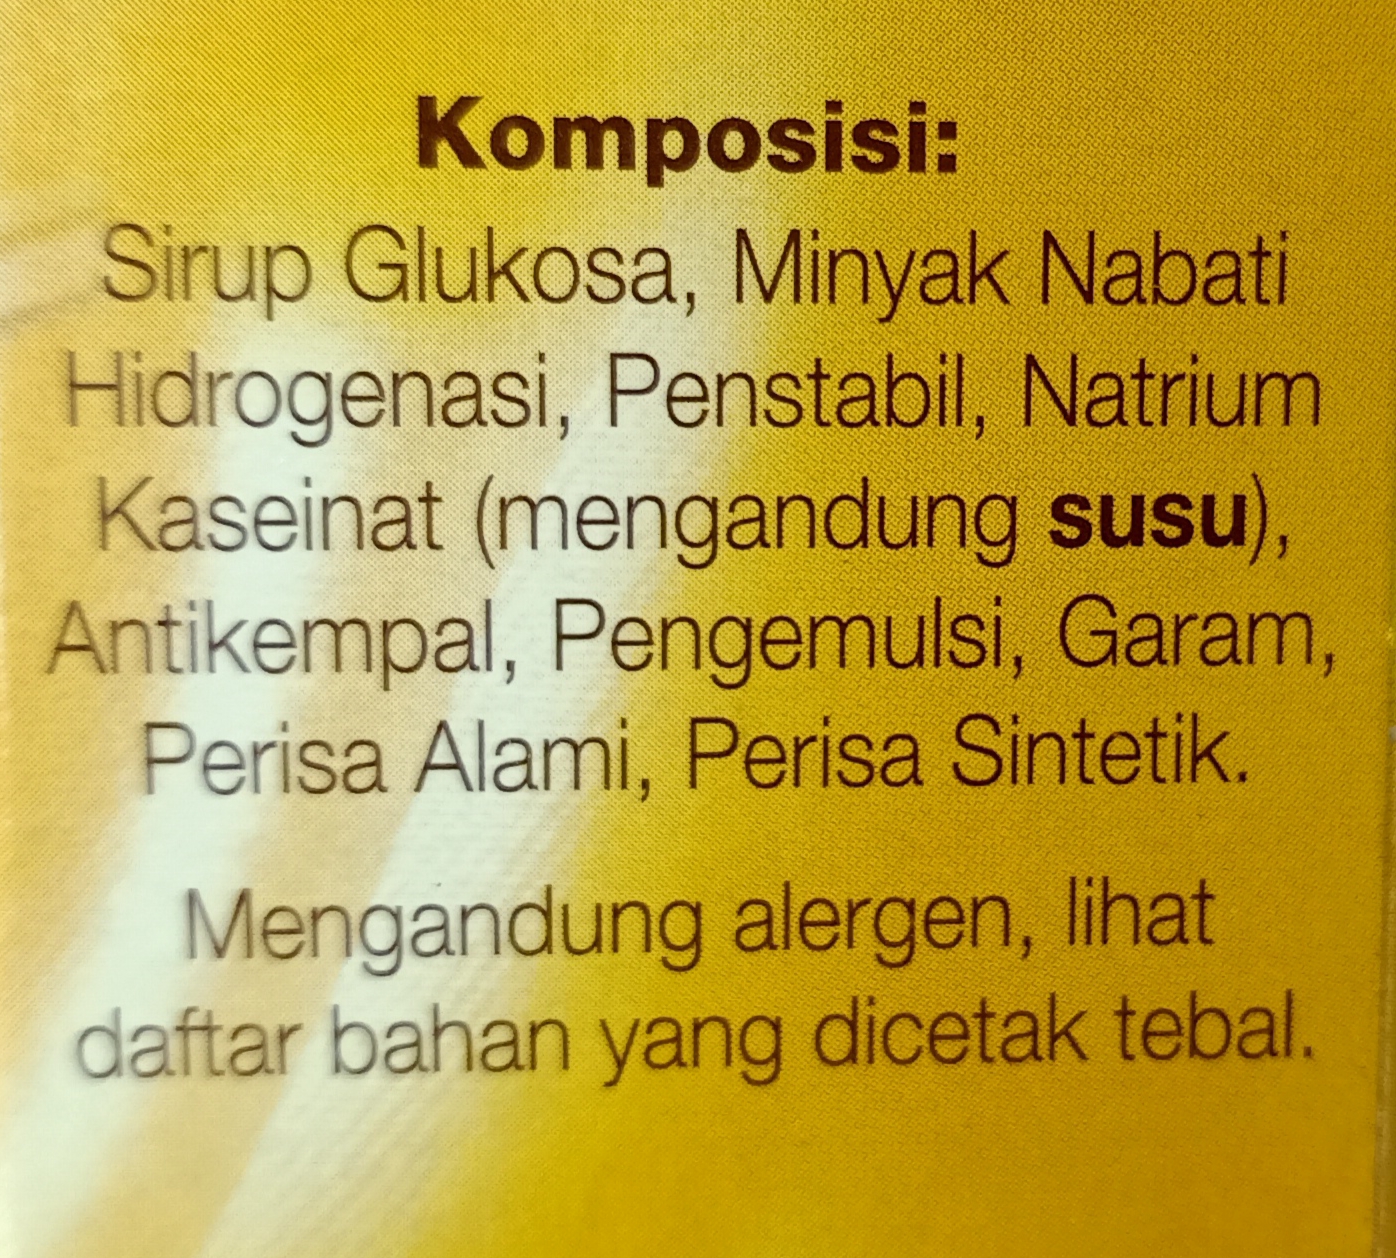 Komposisi:
Sirup Glukosa, Minyak Nabati
Hidrogenasi, Penstabil, Natrium
Kaseinat (mengandung susu),
Antikempal, Pengemulsi, Garam,
Perisa Alami, Perisa Sintetik.
Mengandung alergen, lihat
daftar bahan yang dicetak tebal.